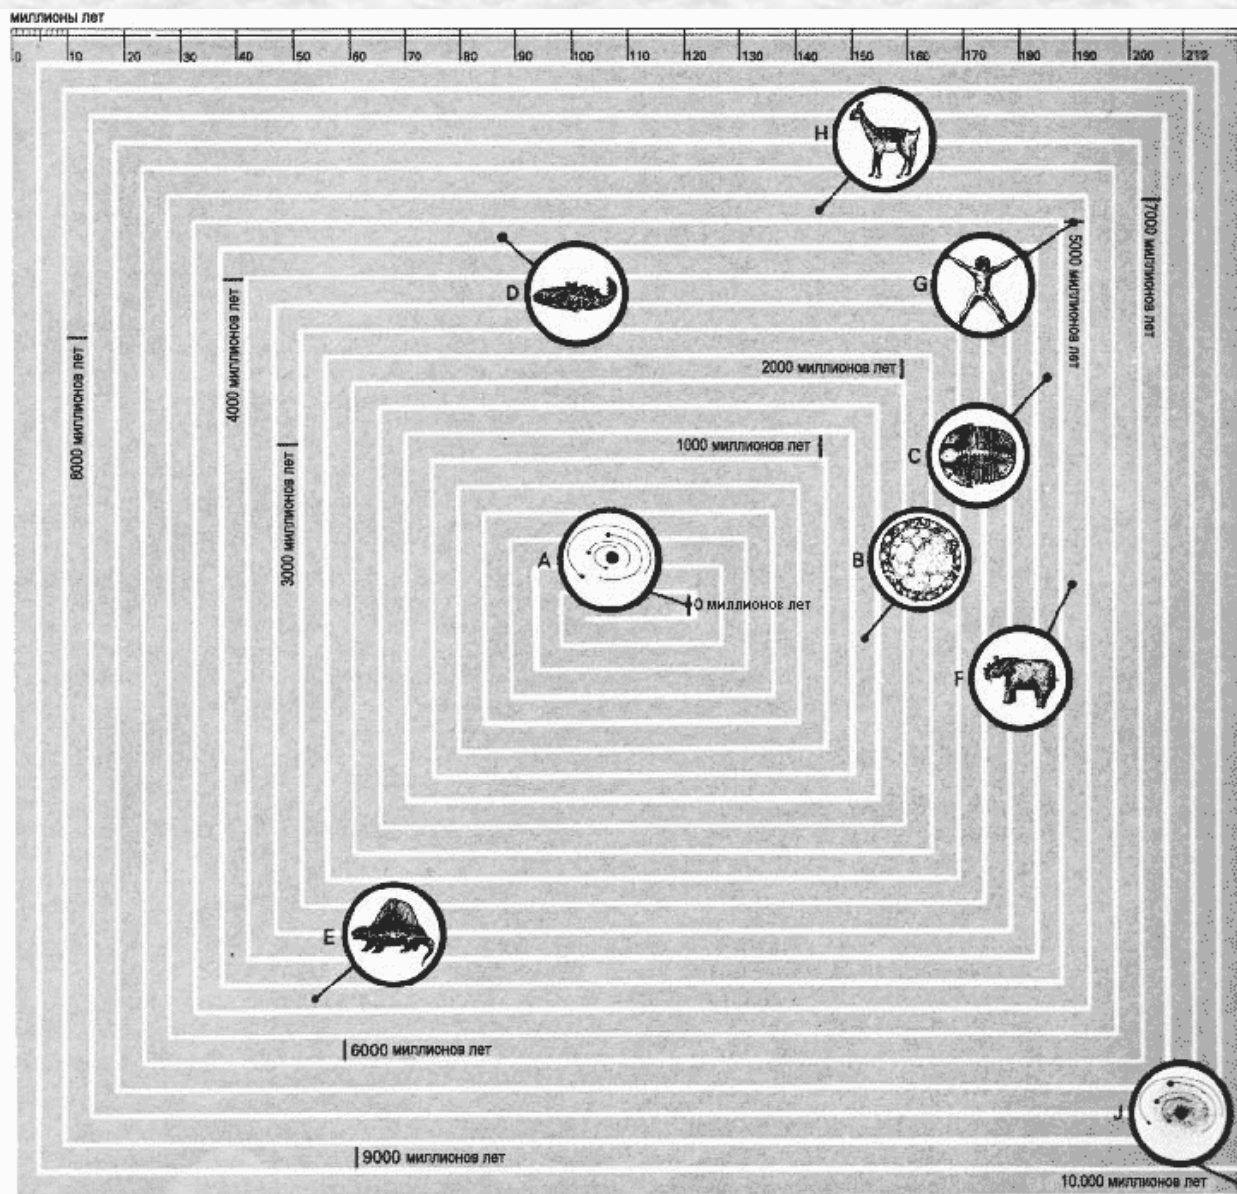 миллионы лет
0 10 20 30 40 50 60 70 80 90 100 110 120 130 140 150 160 170 180 190 200 210
H
7000 миллионов лет
5000 миллионов лет
D
G
4000 миллионов лет
8000 миллионов лет
2000 миллионов лет
1000 миллионов лет
C
3000 миллионов лет
A
B
0 миллионов лет
F
E
6000 миллионов лет
J
9000 миллионов лет
10.000 миллионов лет